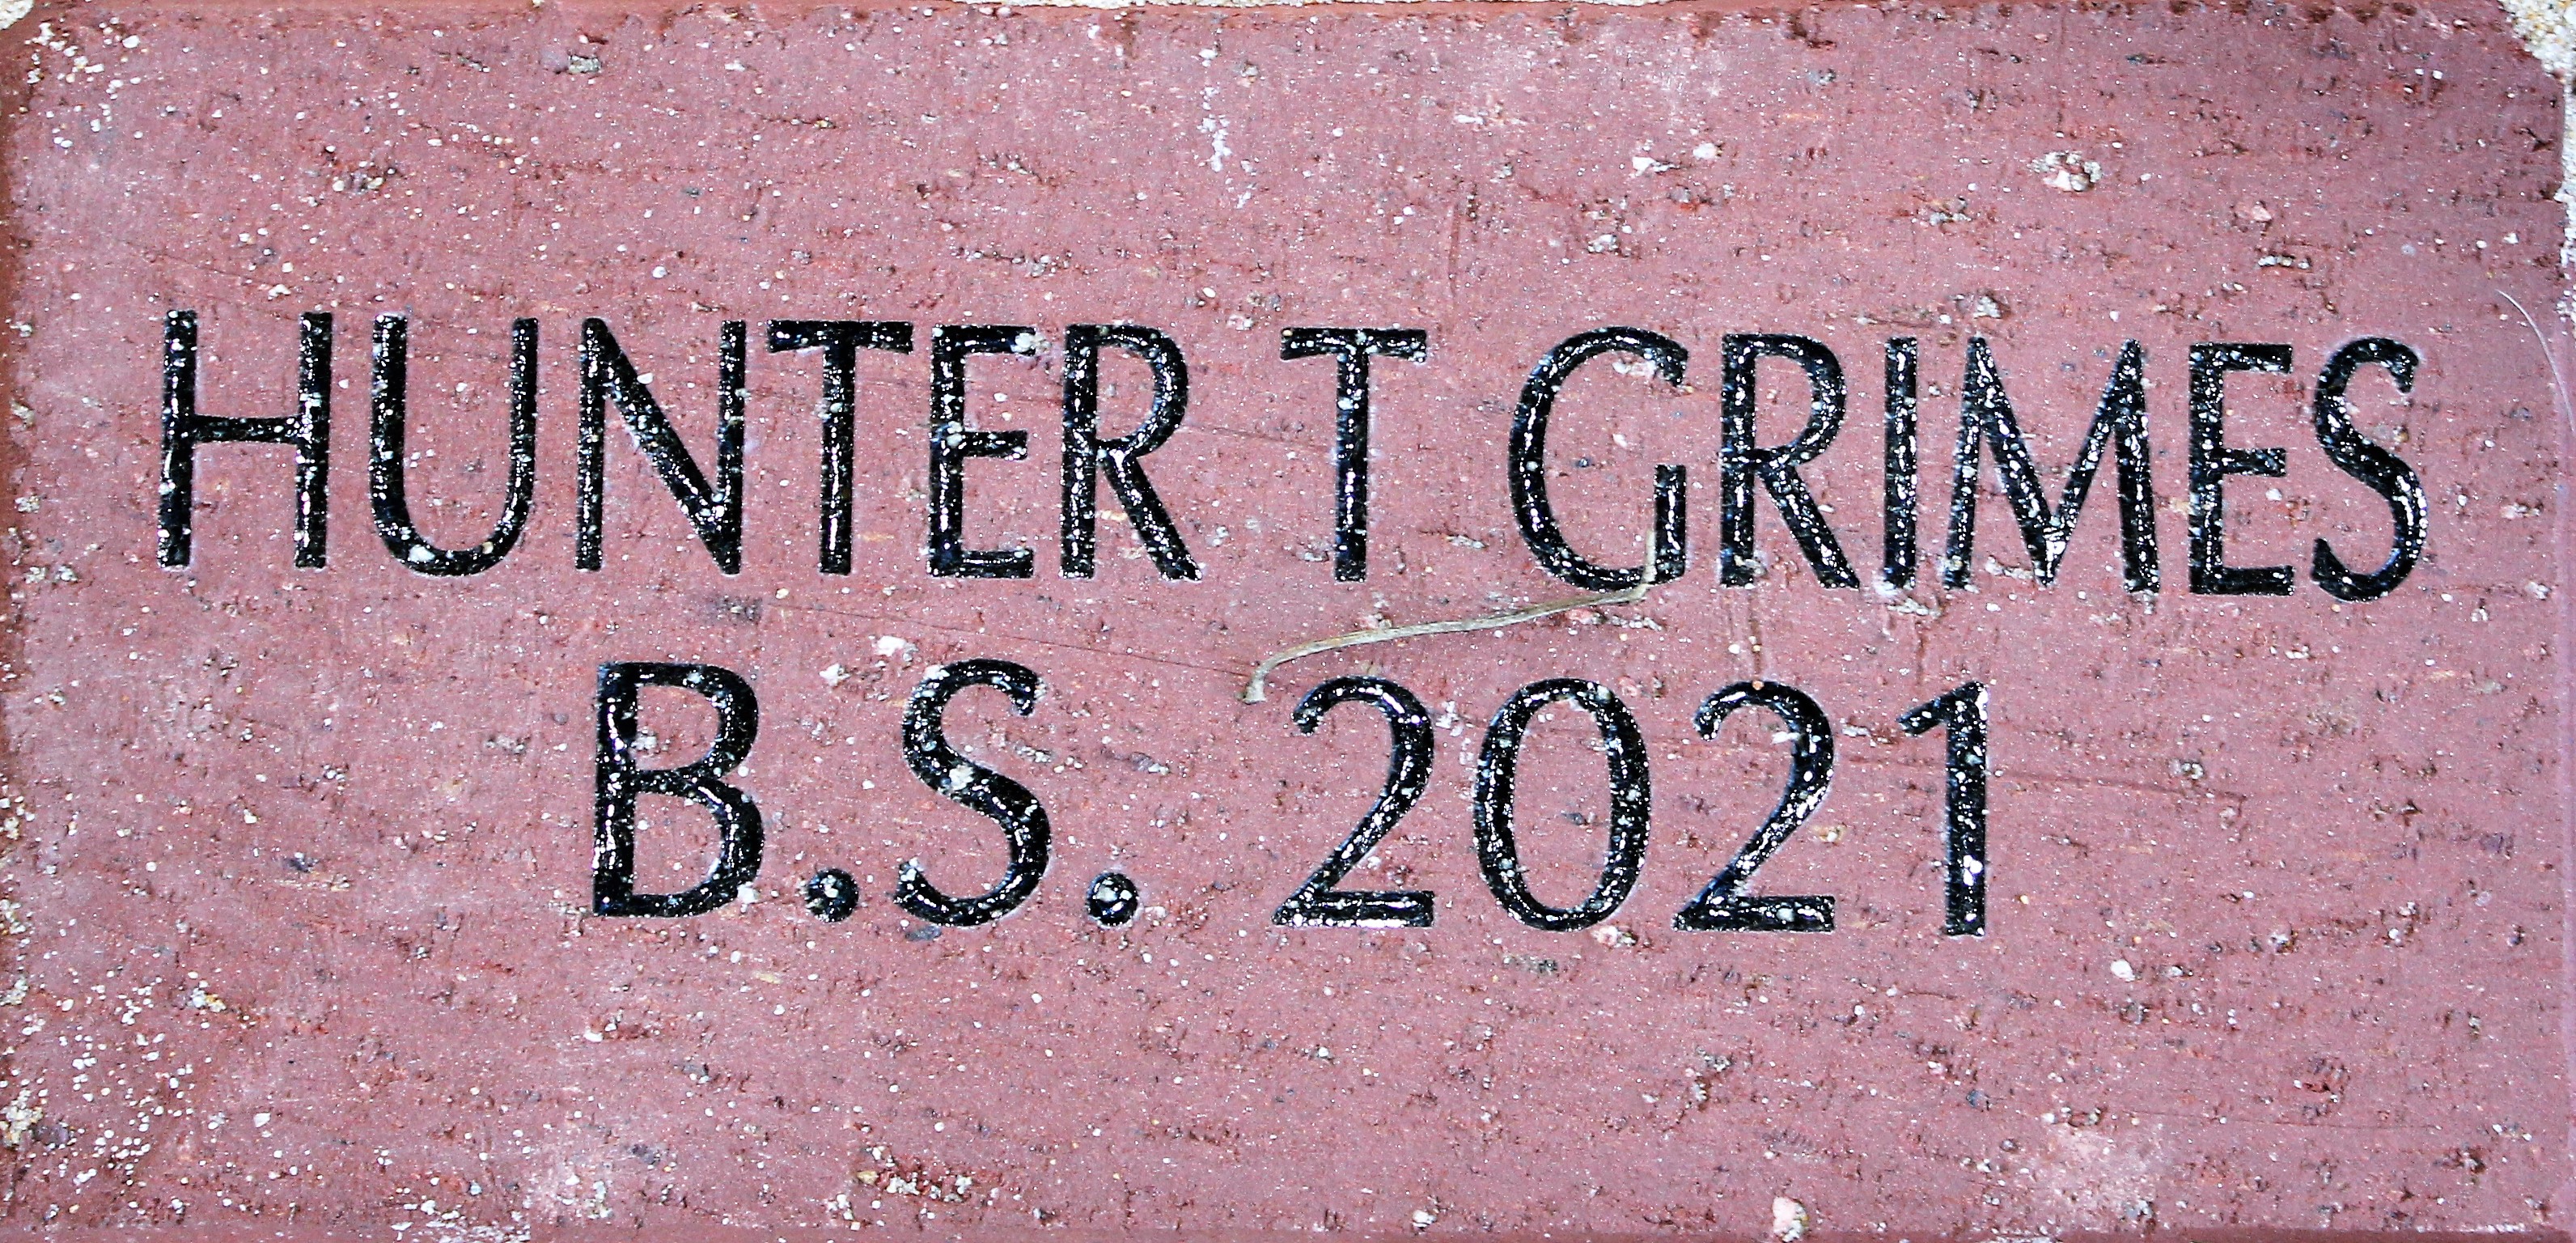 HUNTER T GRIMES
B.S. 2021